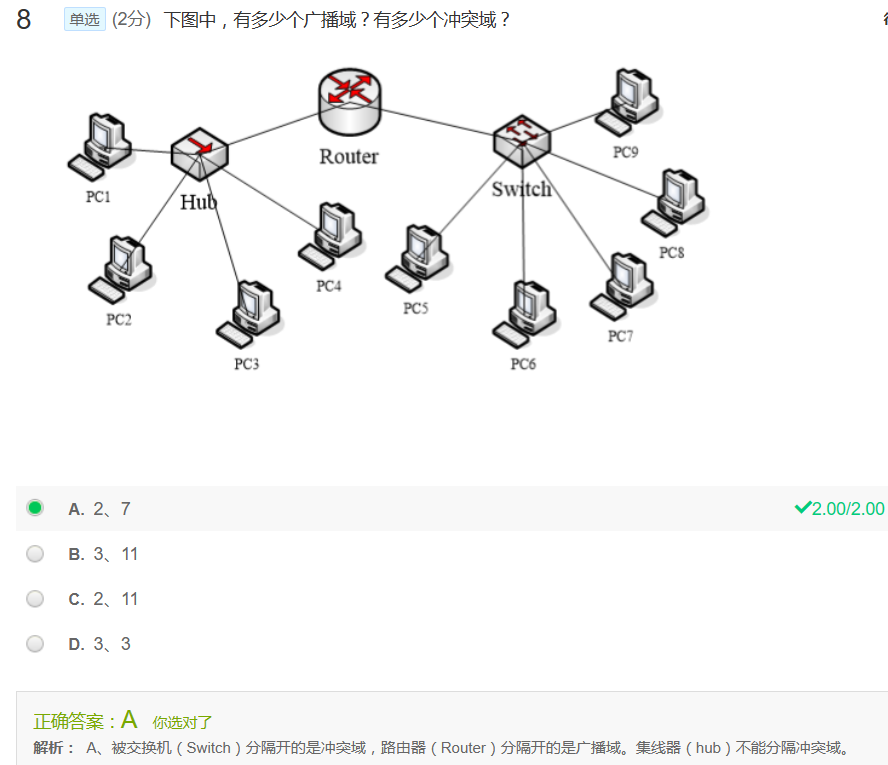 8 单选 (2分) 下图中，有多少个广播域？有多少个冲突域？
Router
PC9
PC1
Hub
Switch
PC8
PC4
PC5
PC2
PC7
PC3
PC6
A. 2、7 2.00/2.00
B. 3、11
C. 2、11
D. 3、3
正确答案：A 你选对了
解析： A、被交换机（Switch）分隔开的是冲突域，路由器（Router）分隔开的是广播域。集线器（hub）不能分隔冲突域。